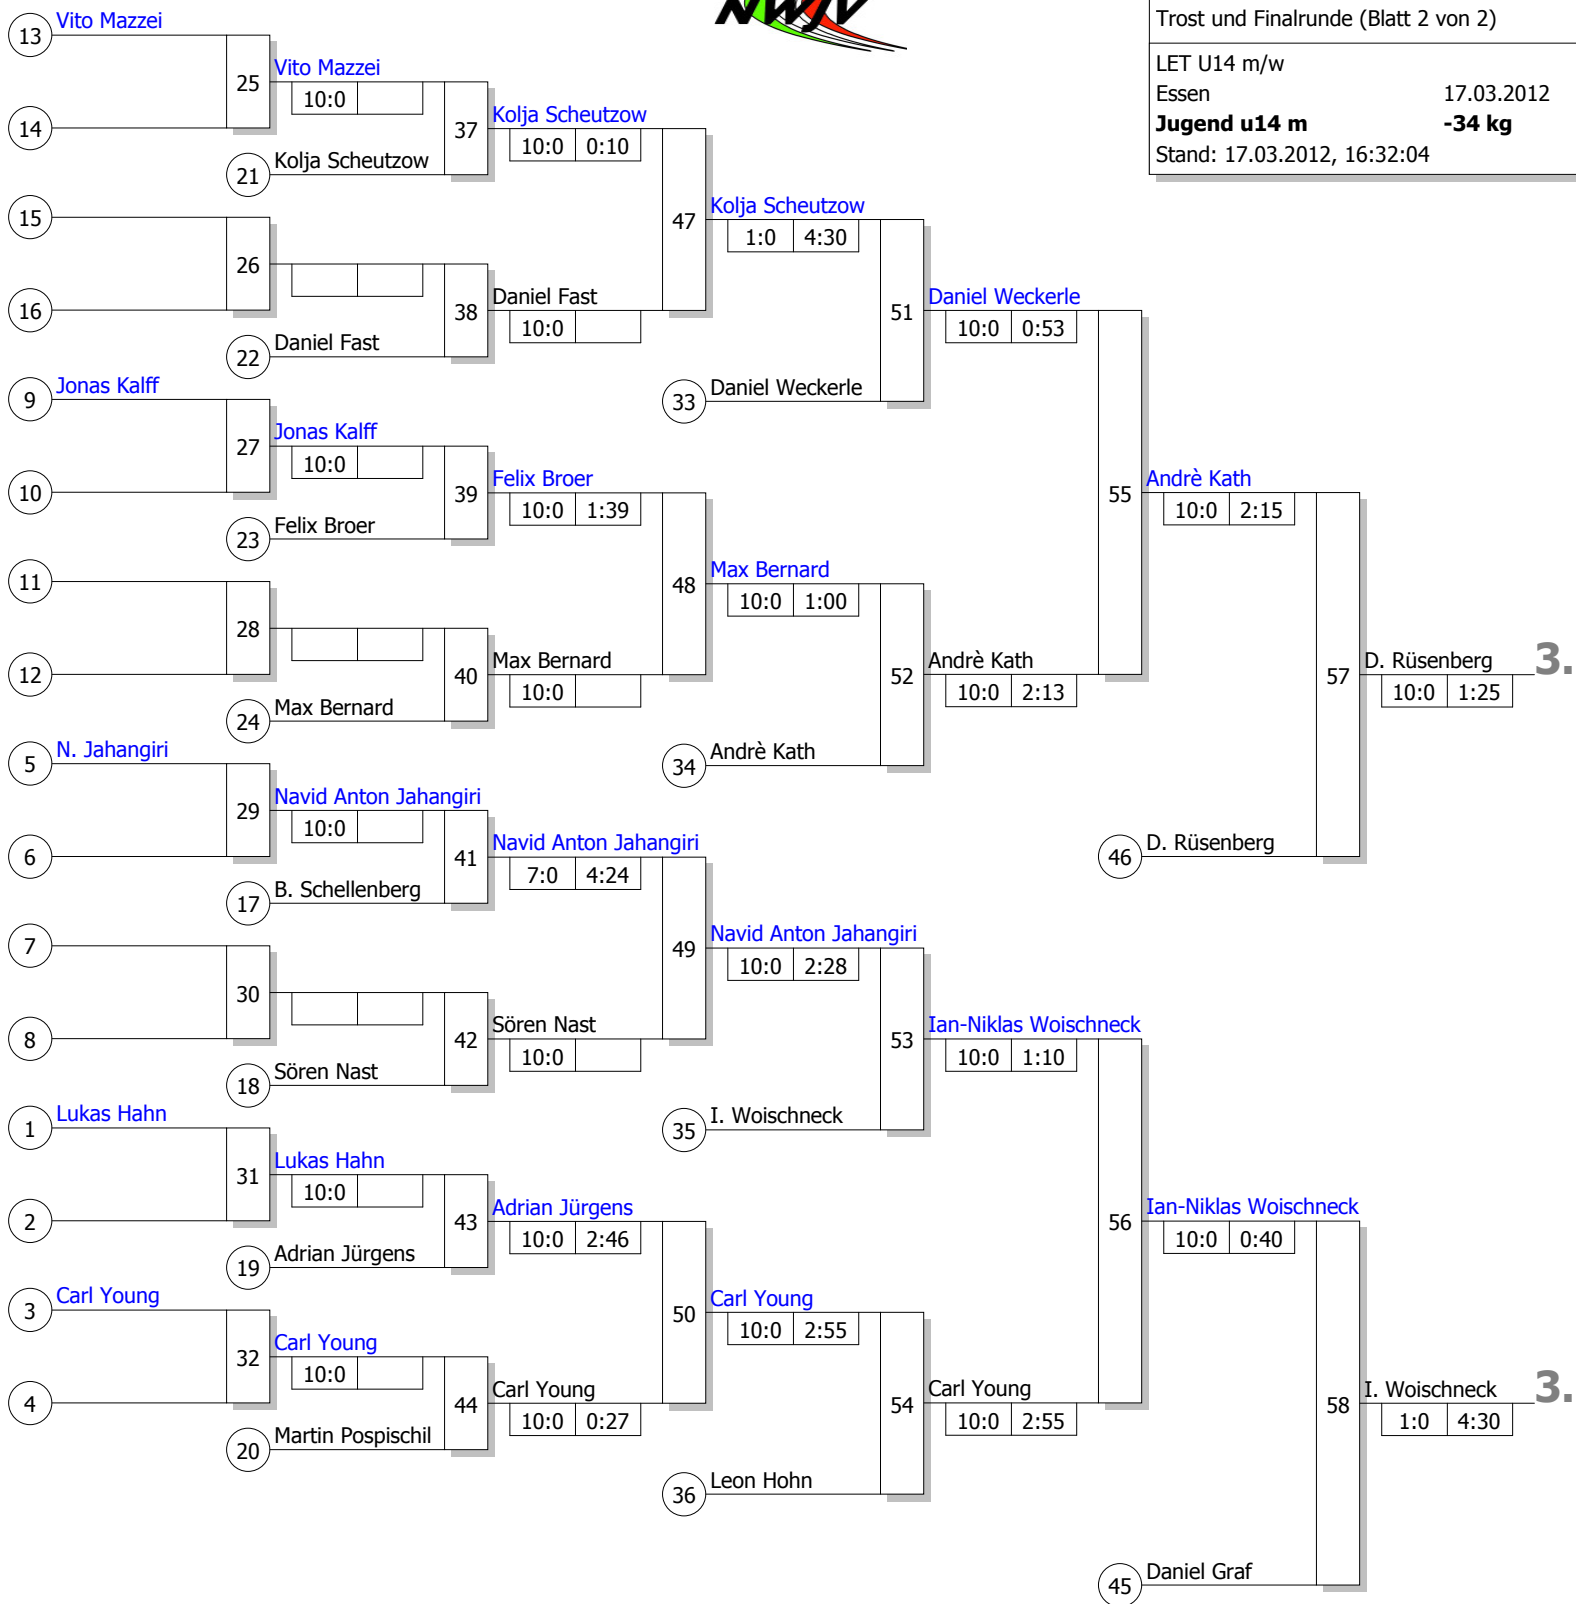 NWJV
Trost und Finalrunde (Blatt 2 von 2)
LET U14 m/w
Essen 17.03.2012
Jugend u14 m -34 kg
Stand: 17.03.2012, 16:32:04
13 Vito Mazzei
25 Vito Mazzei
10:0
14
37 Kolja Scheutzow
10:0 0:10
21 Kolja Scheutzow
15
47 Kolja Scheutzow
1:0 4:30
26
16
38 Daniel Fast
10:0
22 Daniel Fast
51 Daniel Weckerle
10:0 0:53
33 Daniel Weckerle
9 Jonas Kalff
27 Jonas Kalff
10:0
10
39 Felix Broer
10:0 1:39
23 Felix Broer
55 Andrè Kath
10:0 2:15
11
48 Max Bernard
10:0 1:00
28
12
40 Max Bernard
10:0
24 Max Bernard
52 Andrè Kath
10:0 2:13
34 Andrè Kath
57 D. Rüsenberg 3.
10:0 1:25
46 D. Rüsenberg
5 N. Jahangiri
29 Navid Anton Jahangiri
10:0
6
41 Navid Anton Jahangiri
7:0 4:24
17 B. Schellenberg
7
49 Navid Anton Jahangiri
10:0 2:28
30
8
42 Sören Nast
10:0
18 Sören Nast
53 Ian-Niklas Woischneck
10:0 1:10
35 I. Woischneck
1 Lukas Hahn
31 Lukas Hahn
10:0
2
43 Adrian Jürgens
10:0 2:46
19 Adrian Jürgens
56 Ian-Niklas Woischneck
10:0 0:40
3 Carl Young
50 Carl Young
10:0 2:55
32 Carl Young
10:0
4
44 Carl Young
10:0 0:27
20 Martin Pospischil
54 Carl Young
10:0 2:55
36 Leon Hohn
58 I. Woischneck 3.
1:0 4:30
45 Daniel Graf